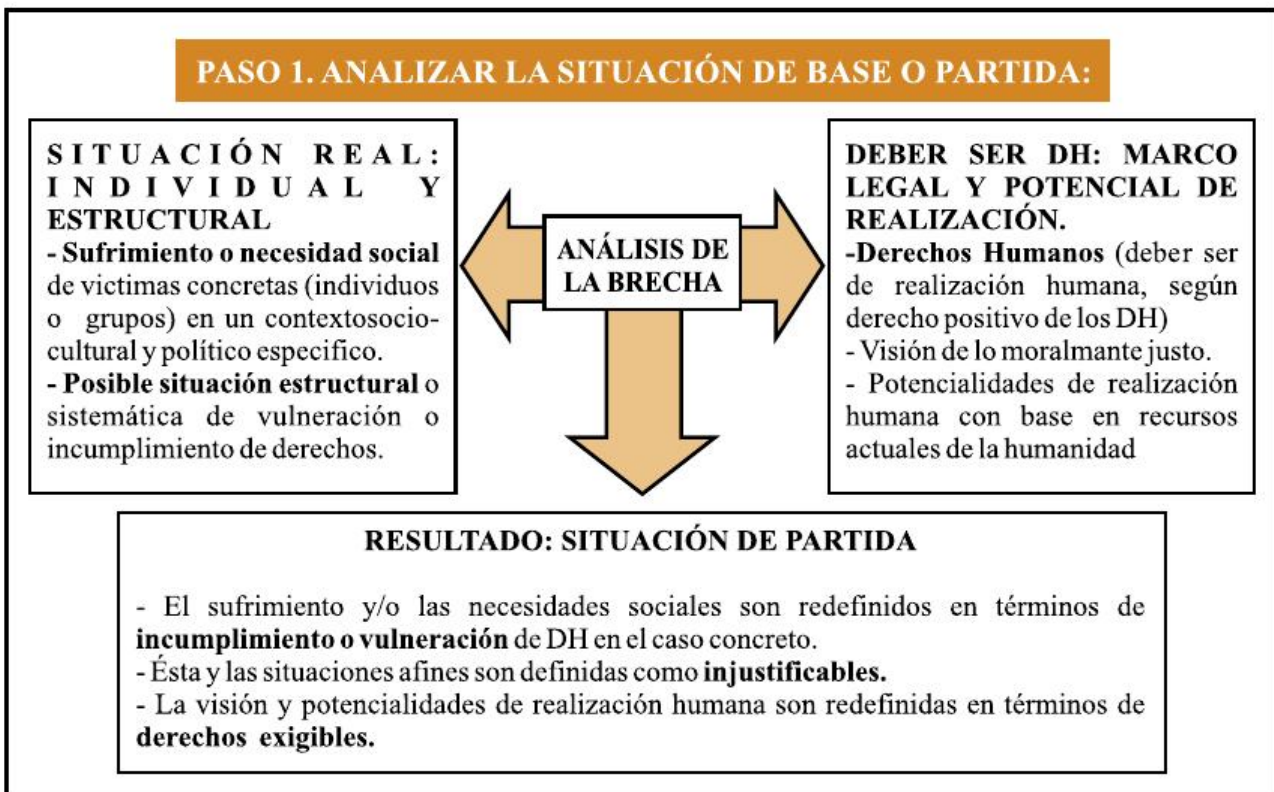 PASO 1. ANALIZAR LA SITUACIÓN DE BASE O PARTIDA:
SITUACIÓN REAL:
INDIVIDUAL Y
ESTRUCTURAL
- Sufrimiento o necesidad social
de victimas concretas (individuos
o grupos) en un contextosocio-
cultural y político especifico.
- Posible situación estructural o
sistemática de vulneración o
incumplimiento de derechos.
ANÁLISIS DE
LA BRECHA
DEBER SER DH: MARCO
LEGAL Y POTENCIAL DE
REALIZACIÓN.
-Derechos Humanos (deber ser
de realización humana, según
derecho positivo de los DH)
- Visión de lo moralmante justo.
- Potencialidades de realización
humana con base en recursos
actuales de la humanidad
RESULTADO: SITUACIÓN DE PARTIDA
- El sufrimiento y/o las necesidades sociales son redefinidos en términos de
incumplimiento o vulneración de DH en el caso concreto.
- Ésta y las situaciones afines son definidas como injustificables.
- La visión y potencialidades de realización humana son redefinidas en términos de
derechos exigibles.